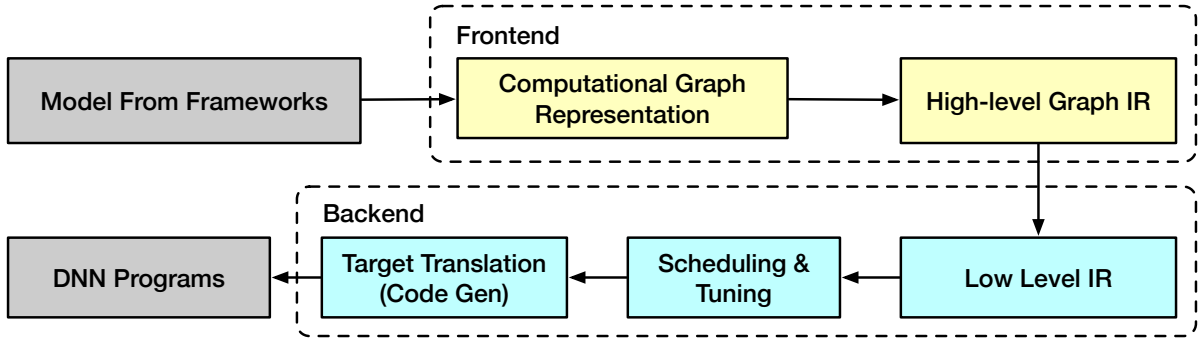 Frontend
Model From Frameworks
Computational Graph
Representation
High-level Graph IR
Backend
DNN Programs
Target Translation
(Code Gen)
Scheduling &
Tuning
Low Level IR